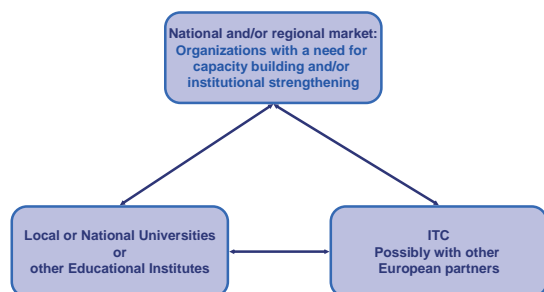 National and/or regional market:
Organizations with a need for
capacity building and/or
institutional strengthening
Local or National Universities
or
other Educational Institutes
ITC
Possibly with other
European partners